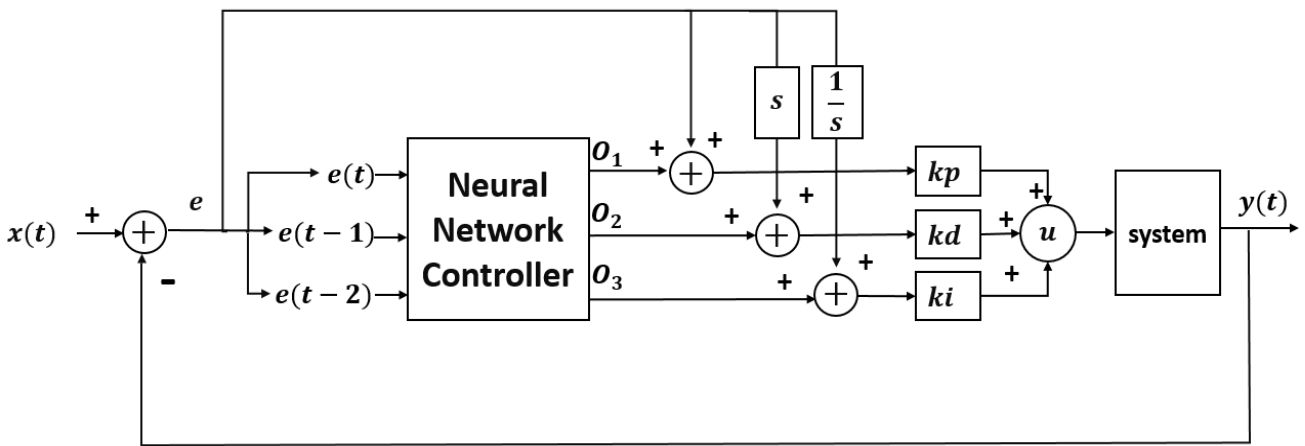 s
1
s
+ +
O₁
e(t)
Neural
Network
Controller
+
kp
+
x(t)
+
+
e
e(t − 1)
O₂
+
+
+
kd
+
u
system
y(t)
-
e(t − 2)
O₃
+
+
+
ki
+